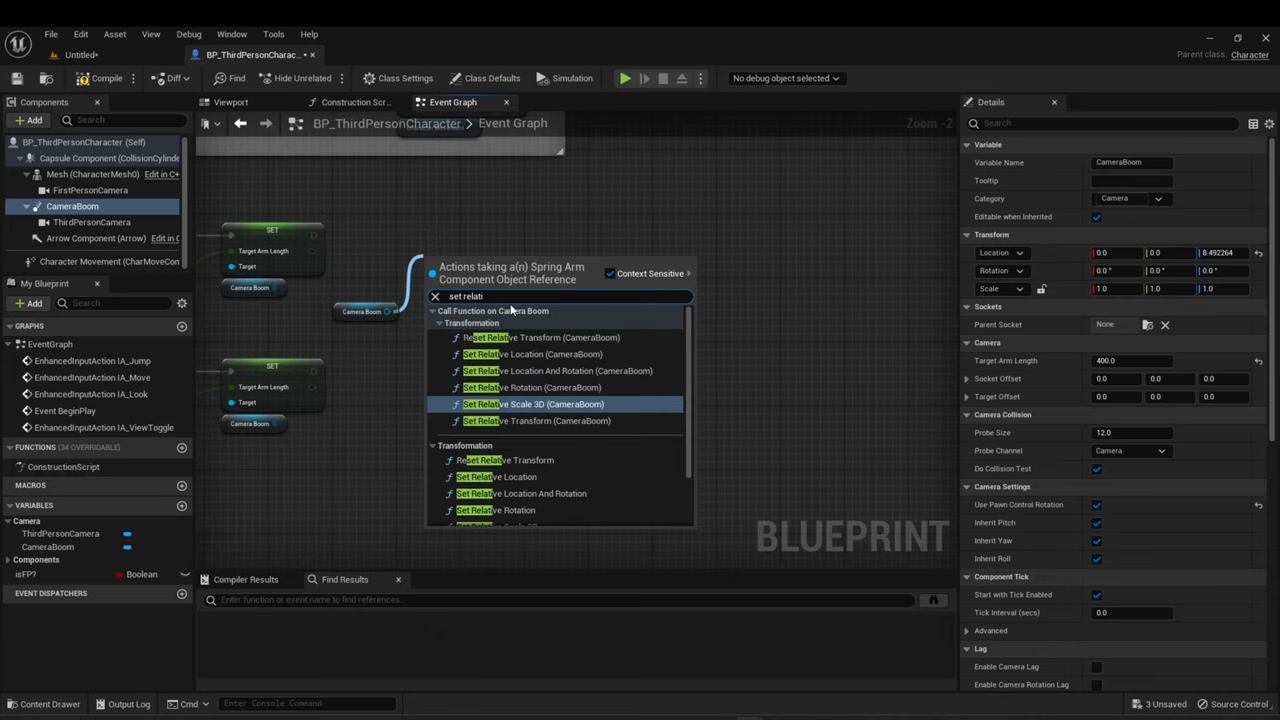 File Edit Asset View Debug Window Tools Help
Untitled*
BP_ThirdPersonCharac...
Parent class: Character
Compile
Diff
Find
Hide Unrelated
Class Settings
Class Defaults
Simulation
No debug object selected
Components
Viewport
Construction Scr...
Event Graph
Details
Add
Search
BP_ThirdPersonCharacter > Event Graph
Zoom -2
Search
BP_ThirdPersonCharacter (Self)
Capsule Component (CollisionCylinde
Mesh (CharacterMesh0) Edit in C+
FirstPersonCamera
CameraBoom
ThirdPersonCamera
Arrow Component (Arrow) Edit in C
Character Movement (CharMoveCo
My Blueprint
Add
Search
GRAPHS
EventGraph
EnhancedInputAction IA_Jump
EnhancedInputAction IA_Move
EnhancedInputAction IA_Look
Event BeginPlay
EnhancedInputAction IA_ViewToggle
FUNCTIONS (34 OVERRIDABLE)
ConstructionScript
MACROS
VARIABLES
Camera
ThirdPersonCamera
CameraBoom
Components
isFP? Boolean
EVENT DISPATCHERS
SET
Target Arm Length
Target
Camera Boom
SET
Target Arm Length
Target
Camera Boom
Camera Boom
Actions taking a(n) Spring Arm
Component Object Reference
Context Sensitive
set relati
Call Function on Camera Boom
Transformation
Reset Relative Transform (CameraBoom)
Set Relative Location (CameraBoom)
Set Relative Location And Rotation (CameraBoom)
Set Relative Rotation (CameraBoom)
Set Relative Scale 3D (CameraBoom)
Set Relative Transform (CameraBoom)
Transformation
Reset Relative Transform
Set Relative Location
Set Relative Location And Rotation
Set Relative Rotation
BLUEPRINT
Compiler Results
Find Results
Enter function or event name to find references...
Variable
Variable Name CameraBoom
Tooltip
Category Camera
Editable when Inherited
Transform
Location 0.0 0.0 8.492264
Rotation 0.0 ° 0.0 ° 0.0 °
Scale 1.0 1.0 1.0
Sockets
Parent Socket None
Camera
Target Arm Length 400.0
Socket Offset 0.0 0.0 0.0
Target Offset 0.0 0.0 0.0
Camera Collision
Probe Size 12.0
Probe Channel Camera
Do Collision Test
Camera Settings
Use Pawn Control Rotation
Inherit Pitch
Inherit Yaw
Inherit Roll
Component Tick
Start with Tick Enabled
Tick Interval (secs) 0.0
Advanced
Lag
Enable Camera Lag
Enable Camera Rotation Lag
Content Drawer
Output Log
Cmd
Enter Console Command
3 Unsaved
Source Control